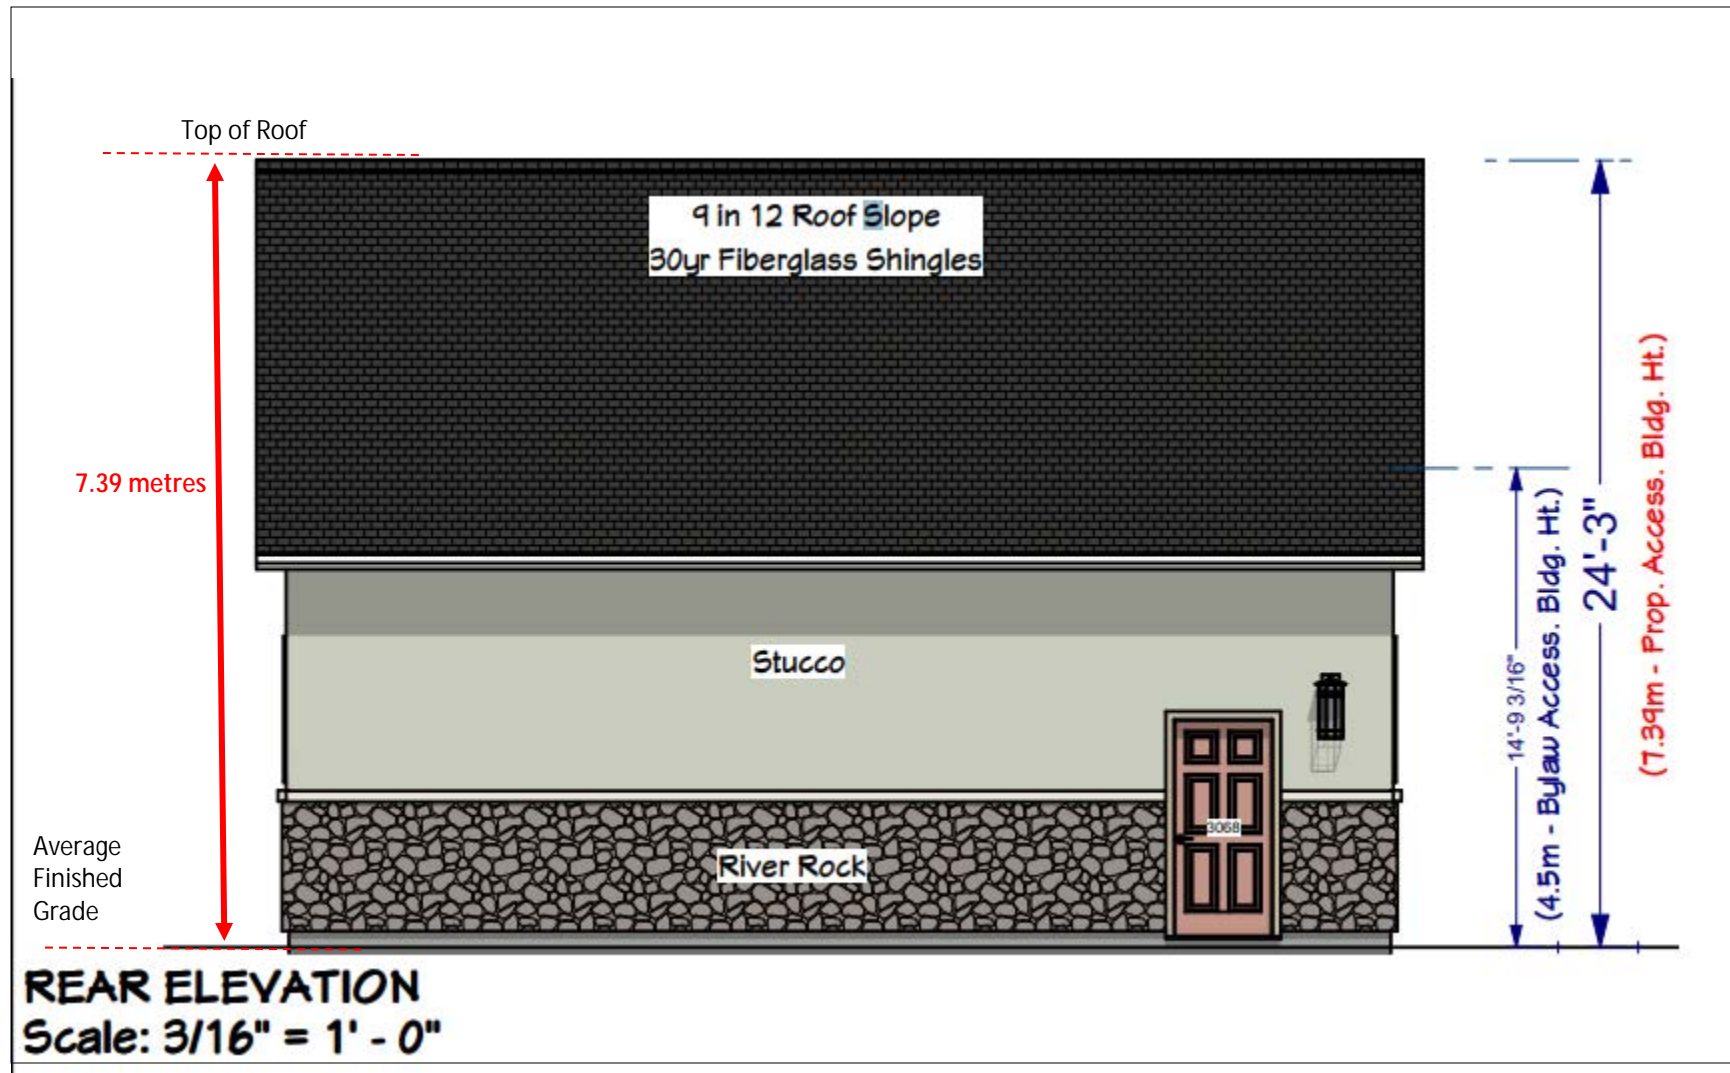 Top of Roof
9 in 12 Roof Slope
30yr Fiberglass Shingles
7.39 metres
Stucco
3068
River Rock
Average
Finished
Grade
14'-9 3/16"
(4.5m - Bylaw Access. Bldg. Ht.)
24'-3"
(7.39m - Prop. Access. Bldg. Ht.)
REAR ELEVATION
Scale: 3/16" = 1' - 0"